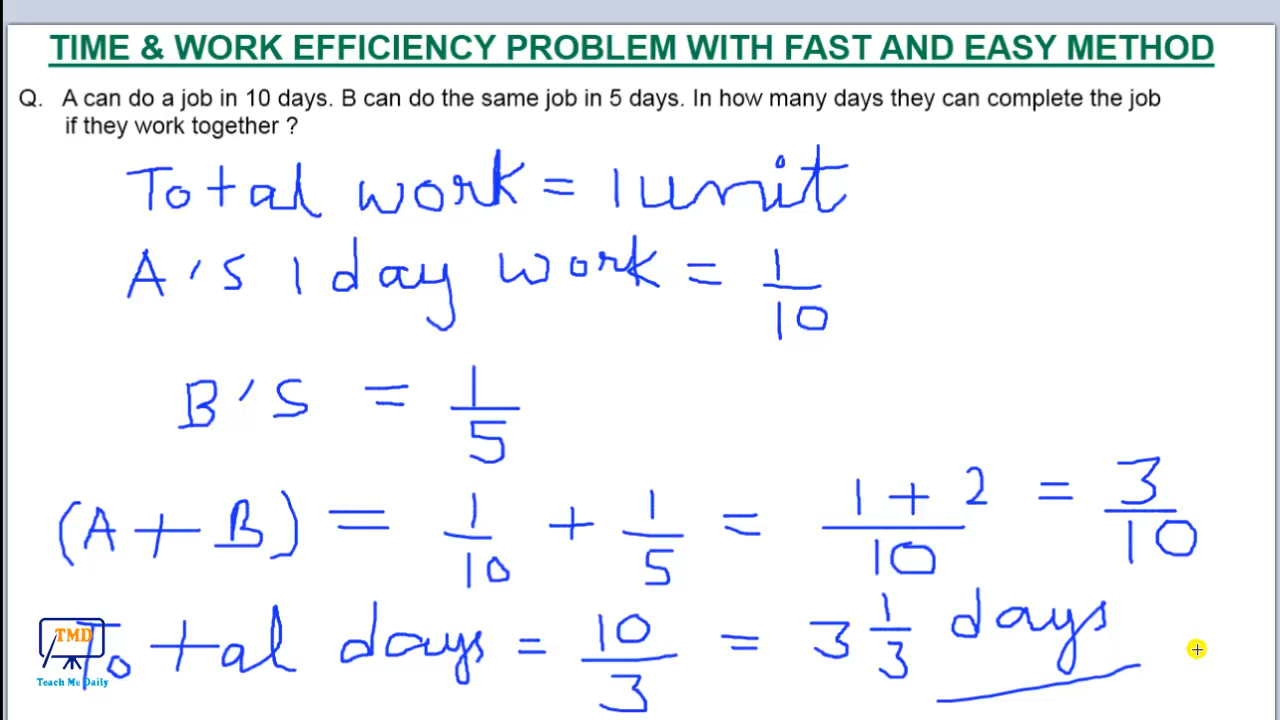 TIME & WORK EFFICIENCY PROBLEM WITH FAST AND EASY METHOD
Q. A can do a job in 10 days. B can do the same job in 5 days. In how many days they can complete the job
if they work together ?
Total work = 1 unit
A's 1 day work = 1/10
B's = 1/5
(A + B) = 1/10 + 1/5 = 1 + 2/10 = 3/10
Total days = 10/3 = 3 1/3 days
TMD
Teach Me Daily